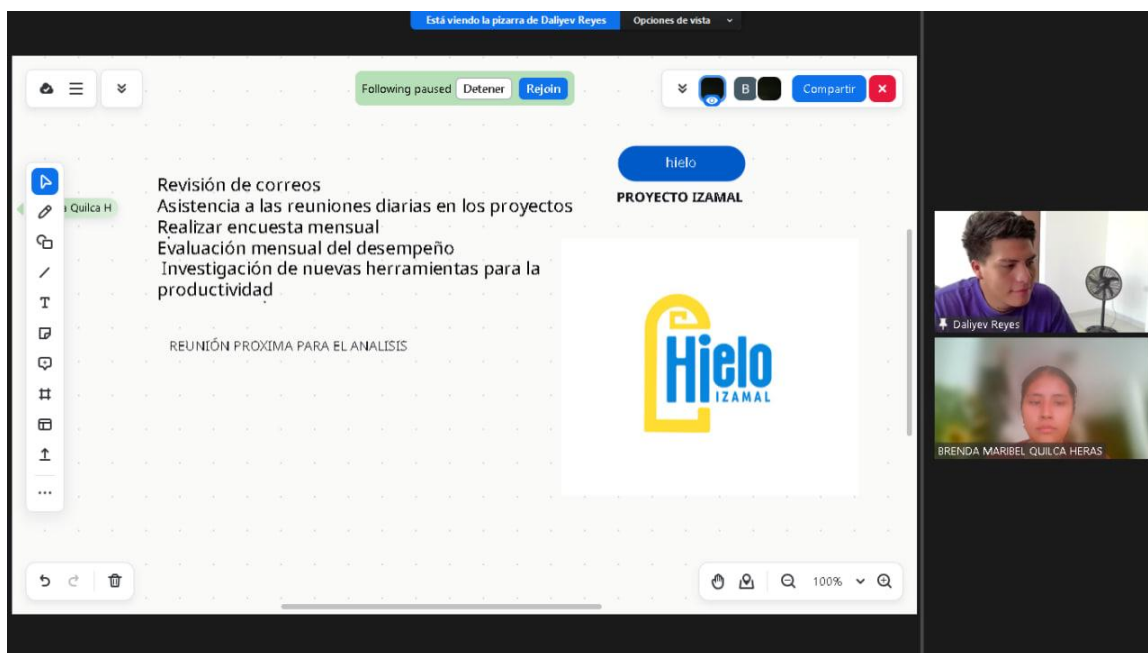 Está viendo la pizarra de Daliyev Reyes
Opciones de vista
Following paused
Detener
Rejoin
B
Compartir
hielo
PROYECTO IZAMAL
Quilca H
Revisión de correos
Asistencia a las reuniones diarias en los proyectos
Realizar encuesta mensual
Evaluación mensual del desempeño
Investigación de nuevas herramientas para la
productividad
REUNIÓN PROXIMA PARA EL ANALISIS
Hielo
IZAMAL
Daliyev Reyes
BRENDA MARIBEL QUILCA HERAS
100%